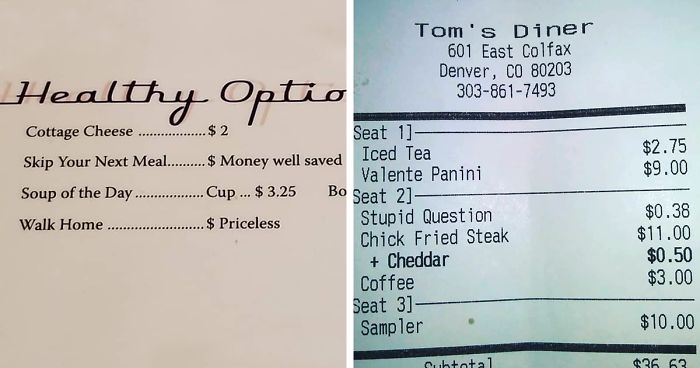 Healthy Optio
Cottage Cheese ................. $ 2
Skip Your Next Meal......... $ Money well saved
Soup of the Day ................. Cup ... $ 3.25 Bo
Walk Home ......................... $ Priceless
Tom's Diner
601 East Colfax
Denver, CO 80203
303-861-7493
Seat 1]
Iced Tea $2.75
Valente Panini $9.00
Seat 2]
Stupid Question $0.38
Chick Fried Steak $11.00
+ Cheddar $0.50
Coffee $3.00
Seat 3]
Sampler $10.00
Subtotal $36.63